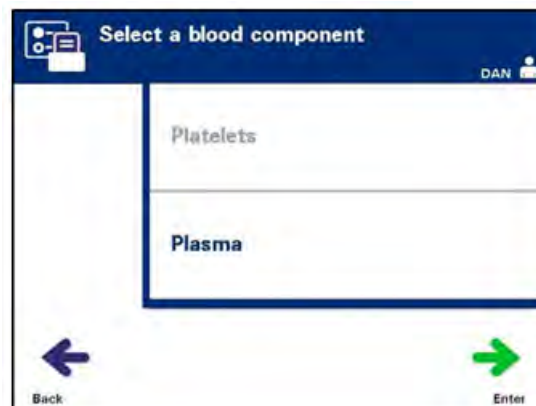 Select a blood component
DAN
Platelets
Plasma
Back
Enter